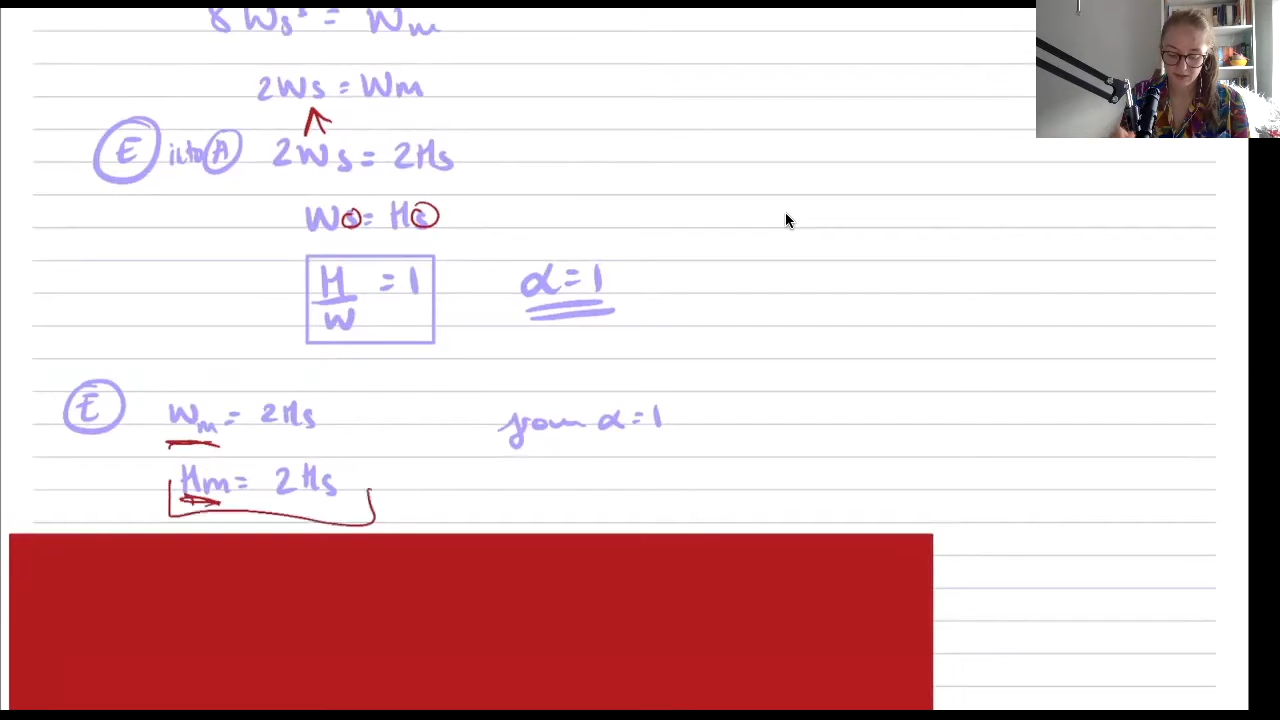 8 Ws³ = Wm
2Ws = Wm
E into A 2Ws = 2Hs
Ws = Hs
H/W = 1 α = 1
E Wm = 2Hs from α = 1
Hm = 2Hs